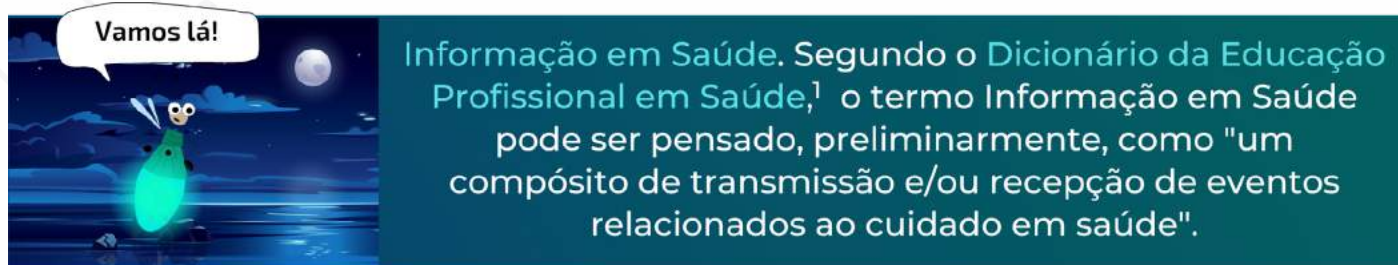 Vamos lá!
Informação em Saúde. Segundo o Dicionário da Educação
Profissional em Saúde,¹ o termo Informação em Saúde
pode ser pensado, preliminarmente, como "um
compósito de transmissão e/ou recepção de eventos
relacionados ao cuidado em saúde".